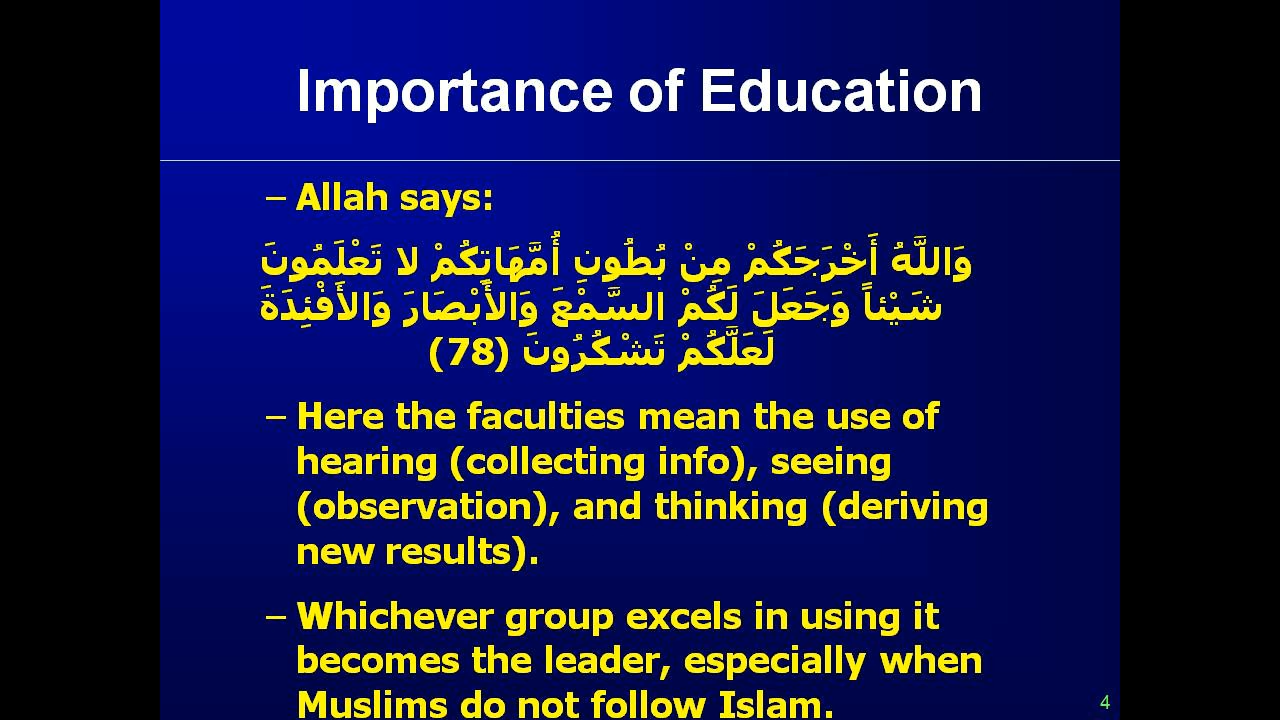 Importance of Education
– Allah says:
وَاللَّهُ أَخْرَجَكُمْ مِنْ بُطُونِ أُمَّهَاتِكُمْ لا تَعْلَمُونَ
شَيْئاً وَجَعَلَ لَكُمْ السَّمْعَ وَالأَبْصَارَ وَالأَفْئِدَةَ
لَعَلَّكُمْ تَشْكُرُونَ (78)
– Here the faculties mean the use of
hearing (collecting info), seeing
(observation), and thinking (deriving
new results).
– Whichever group excels in using it
becomes the leader, especially when
Muslims do not follow Islam.
4